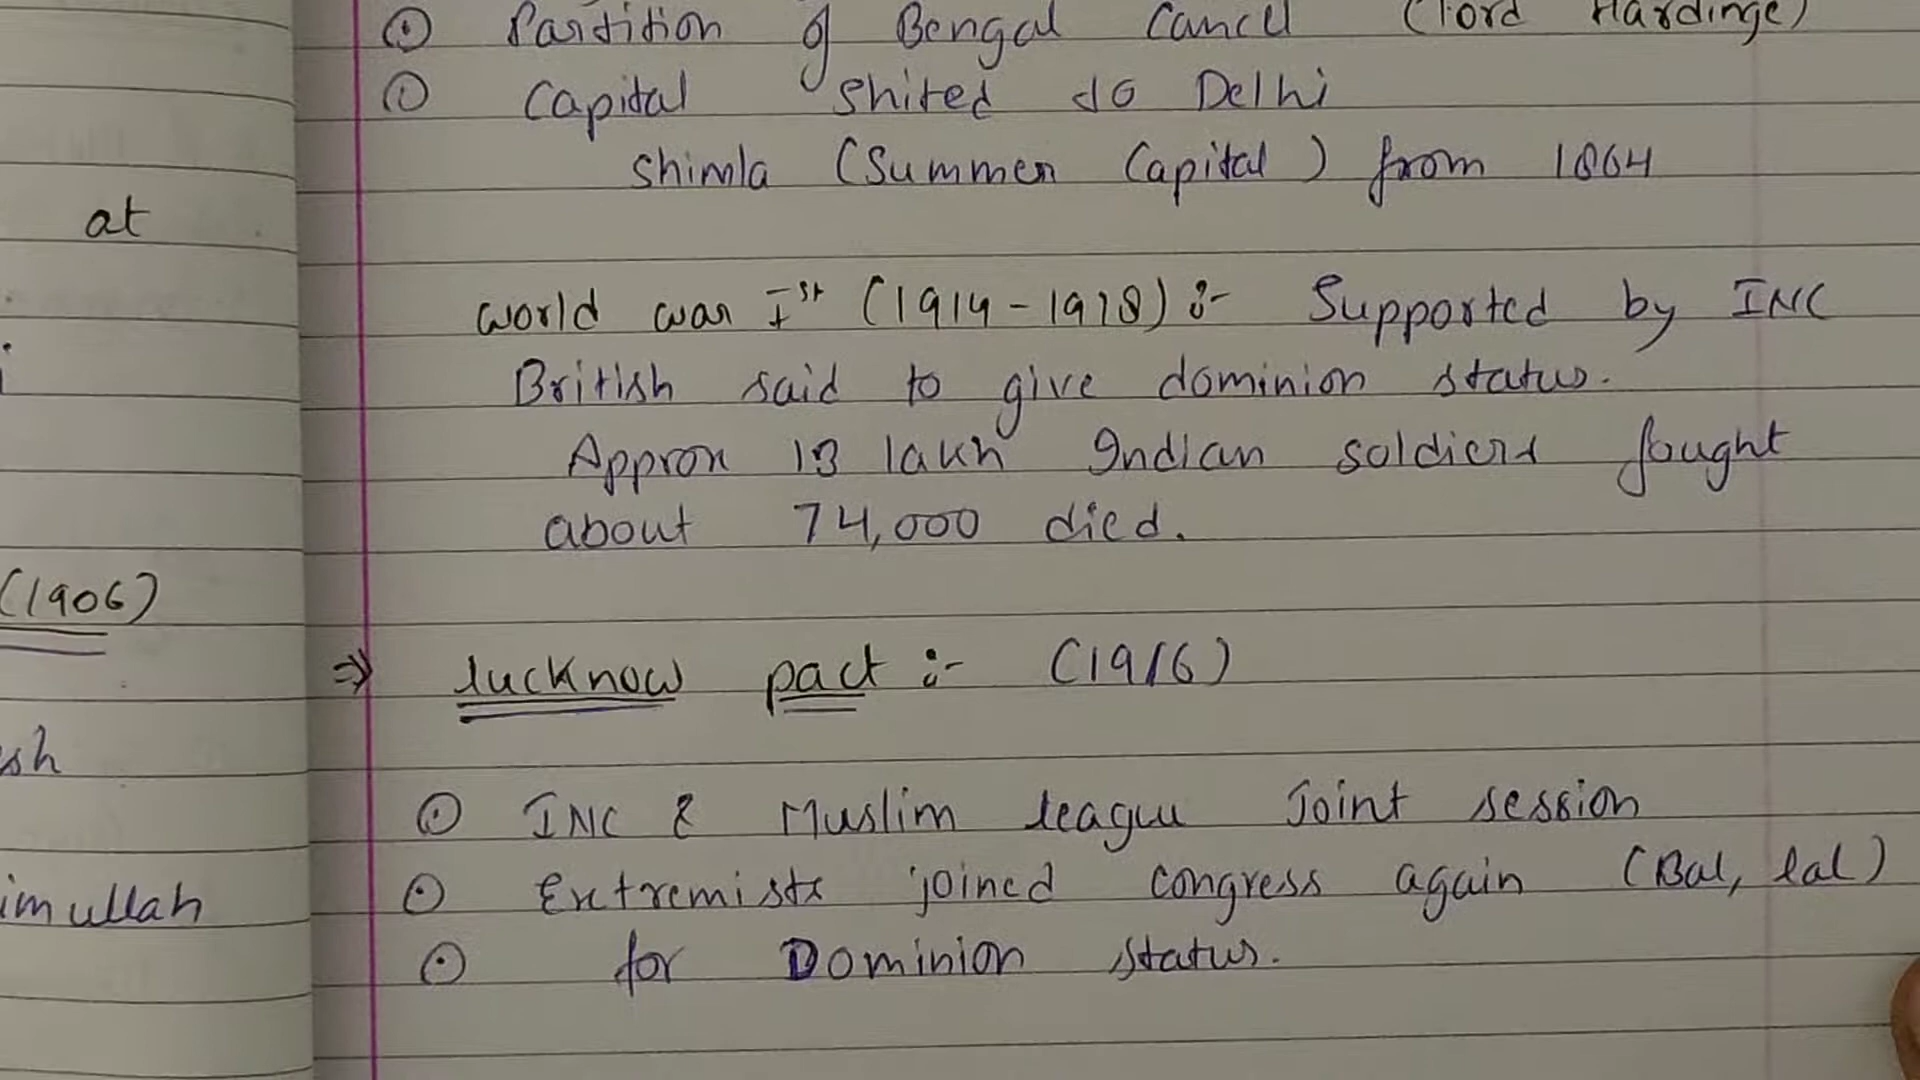 at
(1906)
sh
imullah
Partition of Bengal Cancel (lord Hardinge)
Capital shited to Delhi
Shimla (Summer Capital) from 1864
world war Ist (1914-1918) :- Supported by INC
British said to give dominion status.
Approx 13 lakh Indian soldiers fought
about 74,000 died.
⇒ lucknow pact :- (1916)
INC & Muslim league Joint session
Extremists joined congress again (Bal, lal)
for Dominion status.